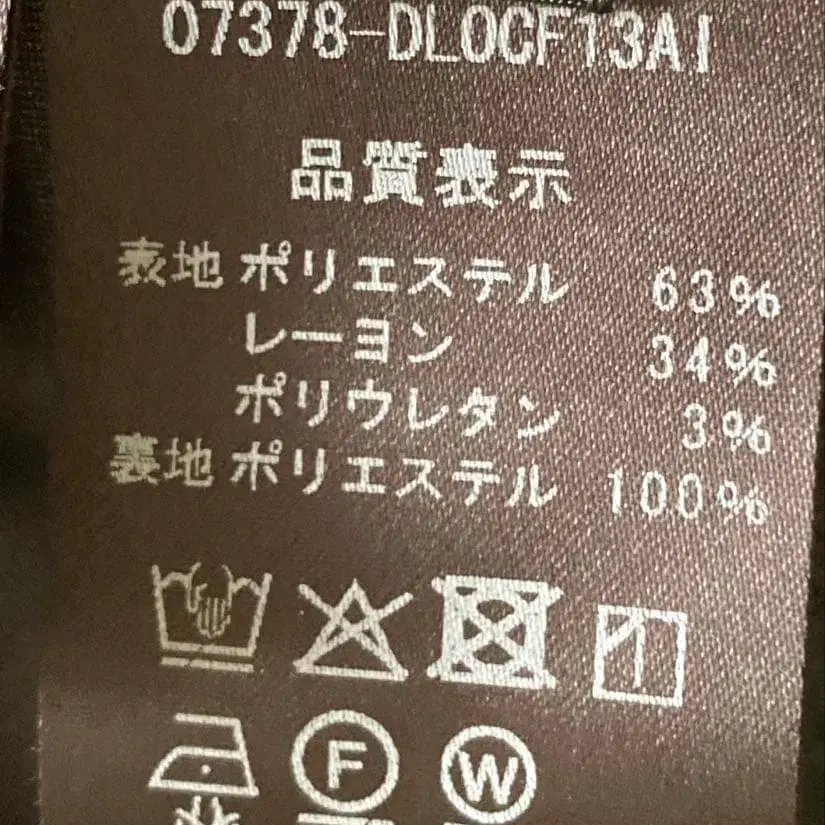 07378-DL0CF13AI
品質表示
表地 ポリエステル 63%
レーヨン 34%
ポリウレタン 3%
裏地 ポリエステル 100%
F W